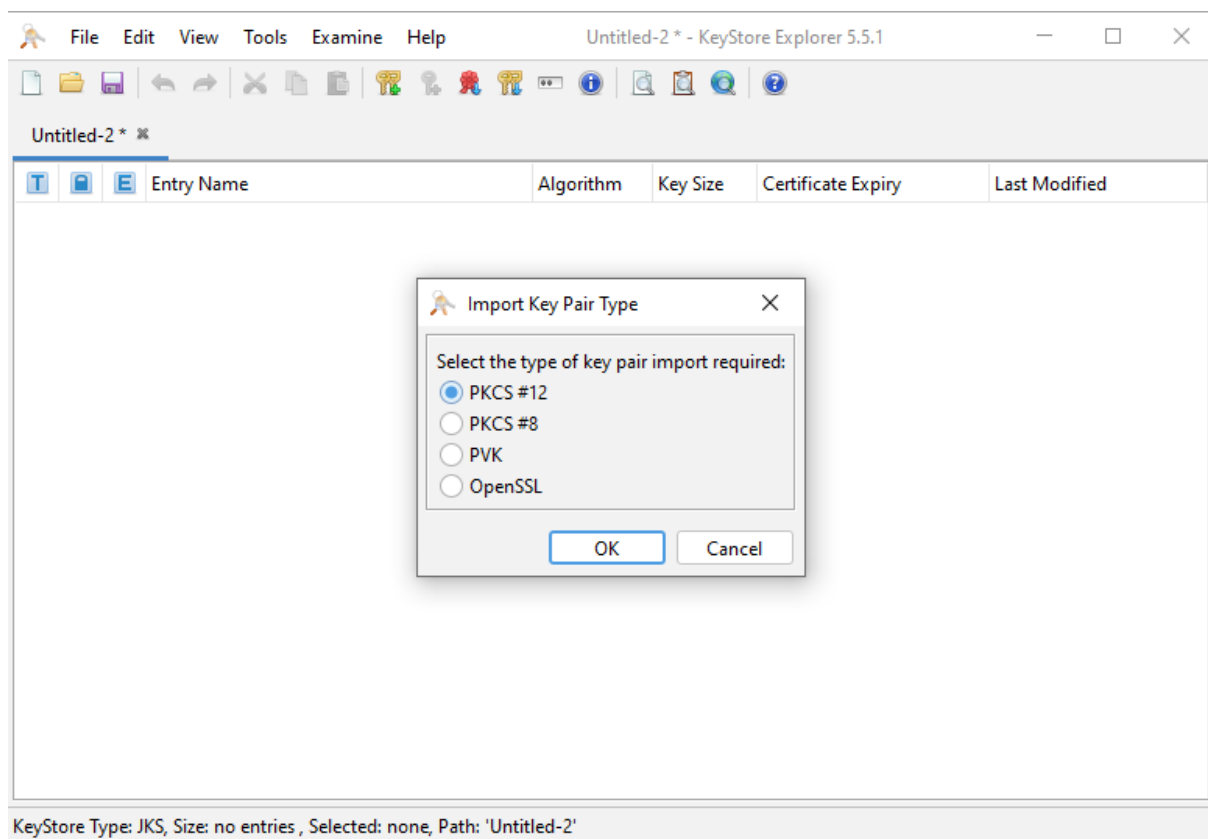 File Edit View Tools Examine Help Untitled-2 * - KeyStore Explorer 5.5.1
Untitled-2 *
T E Entry Name Algorithm Key Size Certificate Expiry Last Modified
Import Key Pair Type
Select the type of key pair import required:
PKCS #12
PKCS #8
PVK
OpenSSL
OK Cancel
KeyStore Type: JKS, Size: no entries , Selected: none, Path: 'Untitled-2'